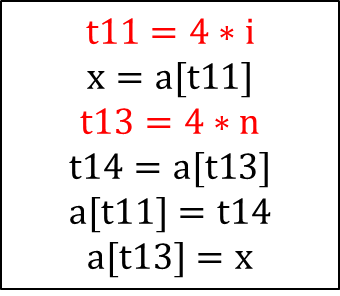 t11 = 4 ∗ i
x = a[t11]
t13 = 4 ∗ n
t14 = a[t13]
a[t11] = t14
a[t13] = x